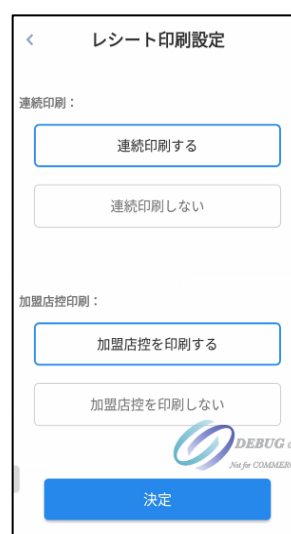 レシート印刷設定
連続印刷：
連続印刷する
連続印刷しない
加盟店控印刷：
加盟店控を印刷する
加盟店控を印刷しない
DEBUG
Not for COMMER
決定